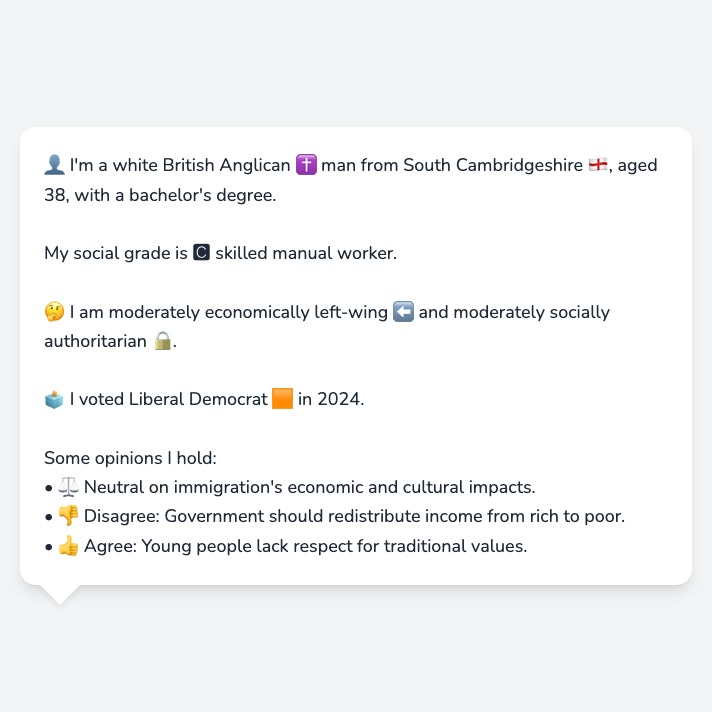 👤 I'm a white British Anglican ✝️ man from South Cambridgeshire 🏴󠁧󠁢󠁥󠁮󠁧󠁿, aged
38, with a bachelor's degree.
My social grade is 🅲 skilled manual worker.
🤔 I am moderately economically left-wing ⬅️ and moderately socially
authoritarian 🔒.
🗳️ I voted Liberal Democrat 🟧 in 2024.
Some opinions I hold:
• ⚖️ Neutral on immigration's economic and cultural impacts.
• 👎 Disagree: Government should redistribute income from rich to poor.
• 👍 Agree: Young people lack respect for traditional values.